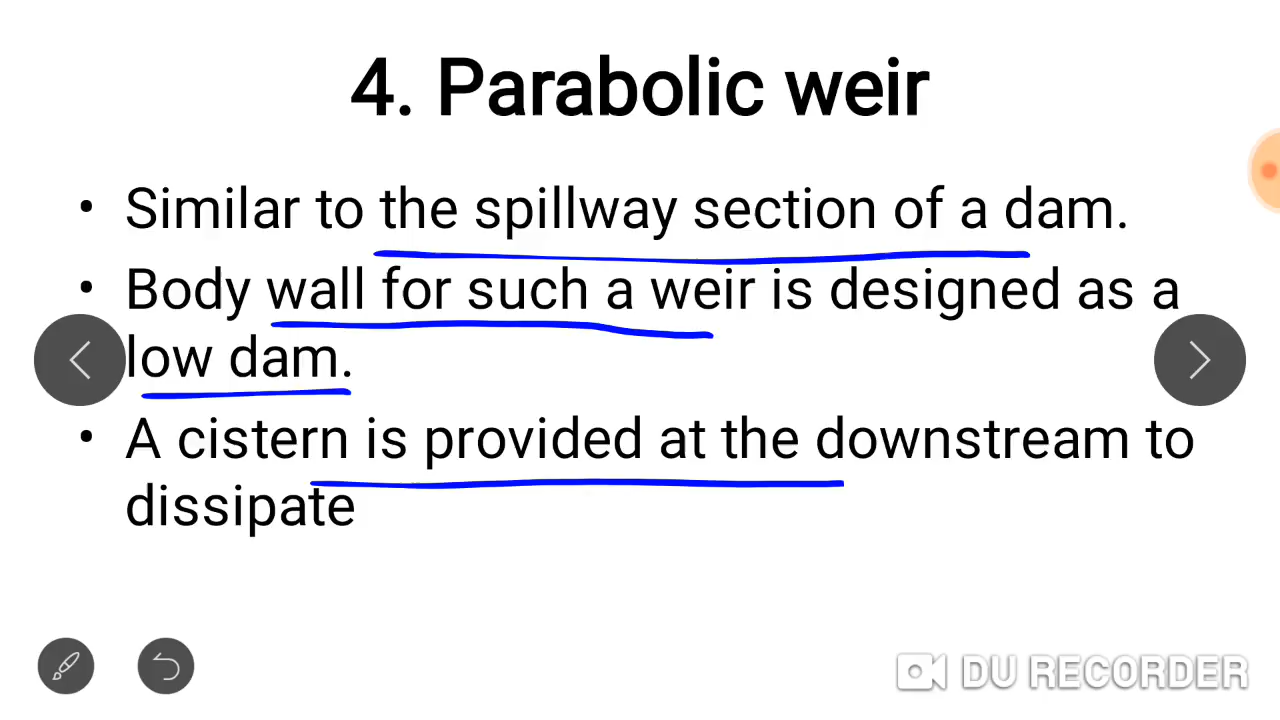 4. Parabolic weir
• Similar to the spillway section of a dam.
• Body wall for such a weir is designed as a
low dam.
• A cistern is provided at the downstream to
dissipate
DU RECORDER